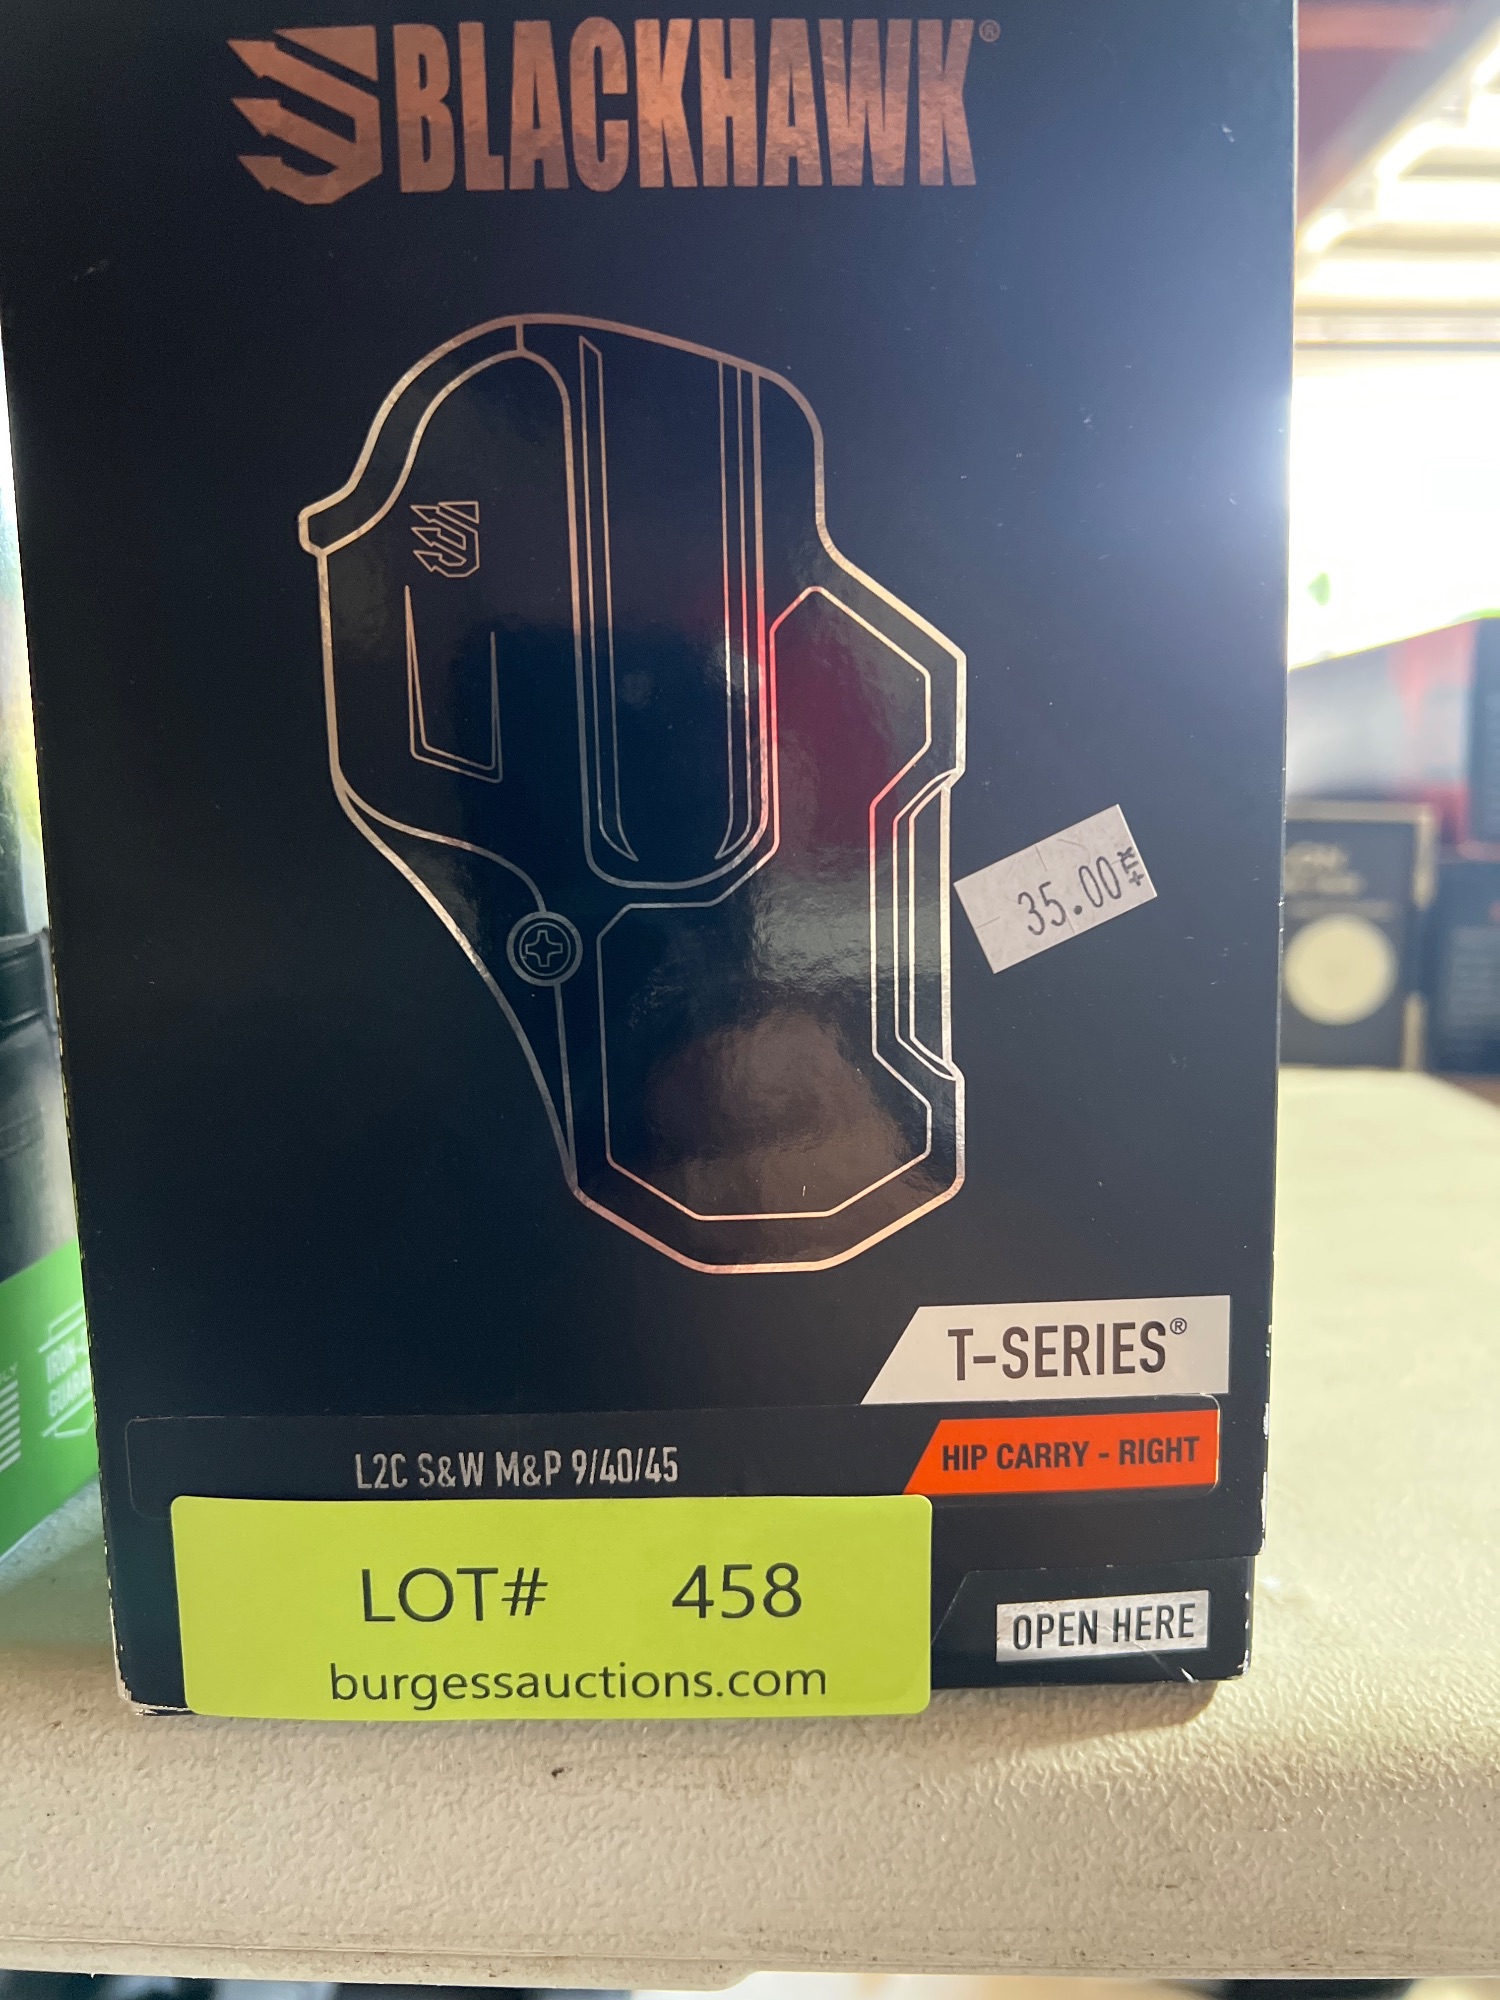 BLACKHAWK®
35.00
T-SERIES®
L2C S&W M&P 9/40/45
HIP CARRY - RIGHT
LOT# 458
burgessauctions.com
OPEN HERE